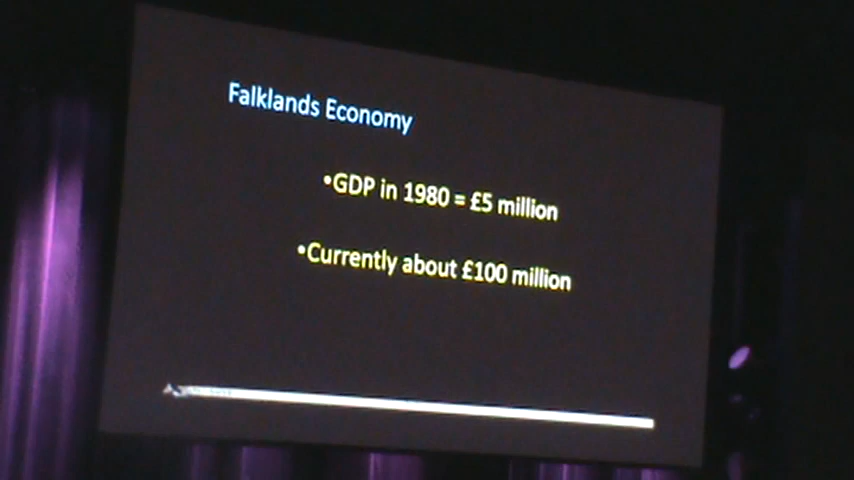 Falklands Economy
•GDP in 1980 = £5 million
•Currently about £100 million